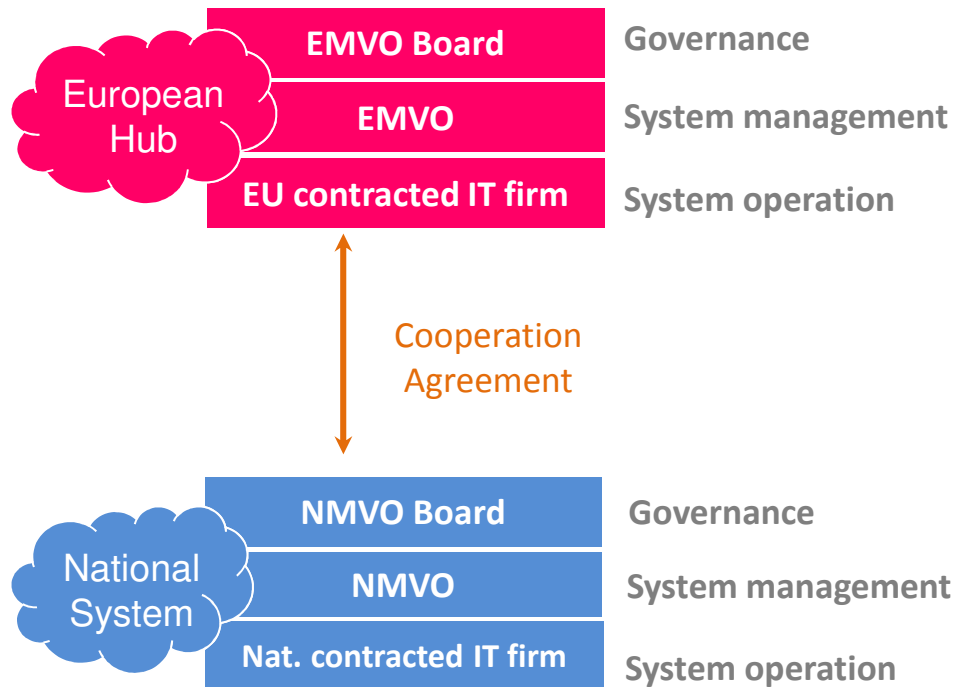 European
Hub
EMVO Board
Governance
EMVO
System management
EU contracted IT firm
System operation
Cooperation
Agreement
National
System
NMVO Board
Governance
NMVO
System management
Nat. contracted IT firm
System operation